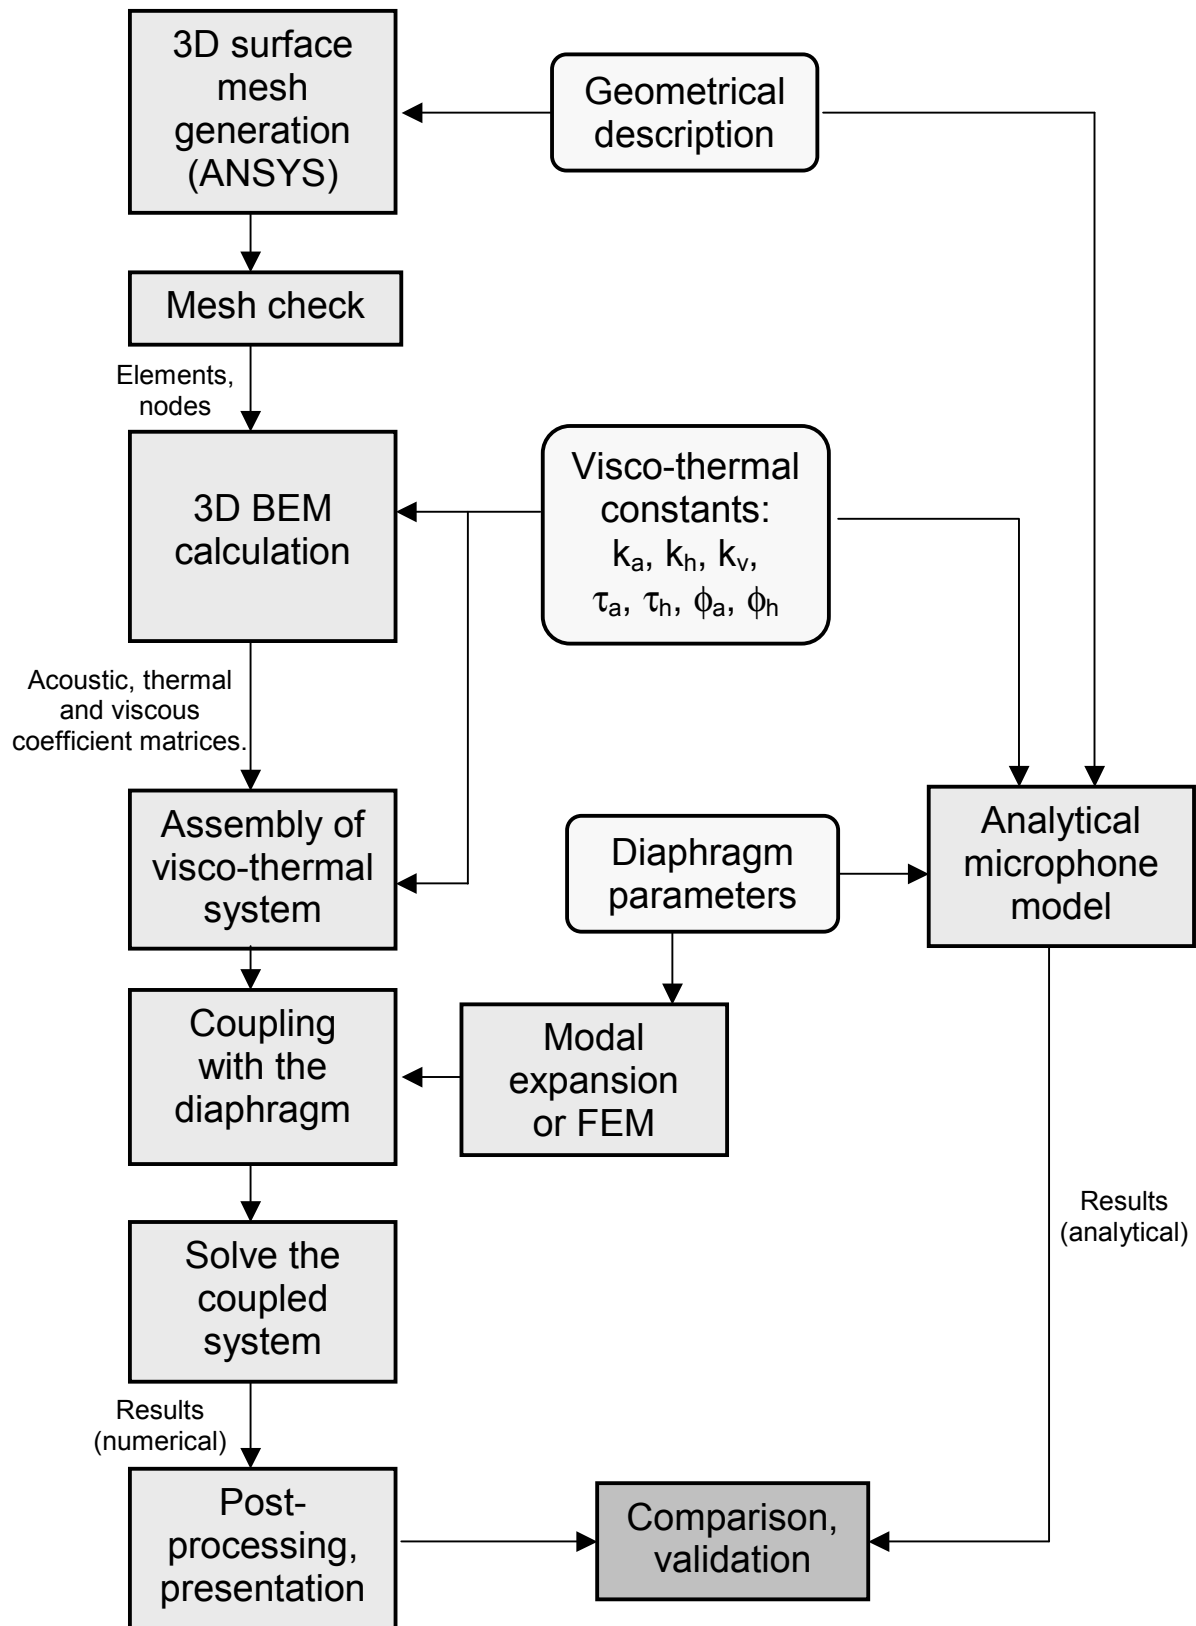 3D surface
mesh
generation
(ANSYS)
Geometrical
description
Mesh check
Elements,
nodes
3D BEM
calculation
Visco-thermal
constants:
kₐ, kₕ, kᵥ,
τₐ, τₕ, ϕₐ, ϕₕ
Acoustic, thermal
and viscous
coefficient matrices.
Assembly of
visco-thermal
system
Diaphragm
parameters
Analytical
microphone
model
Coupling
with the
diaphragm
Modal
expansion
or FEM
Results
(analytical)
Solve the
coupled
system
Results
(numerical)
Post-
processing,
presentation
Comparison,
validation